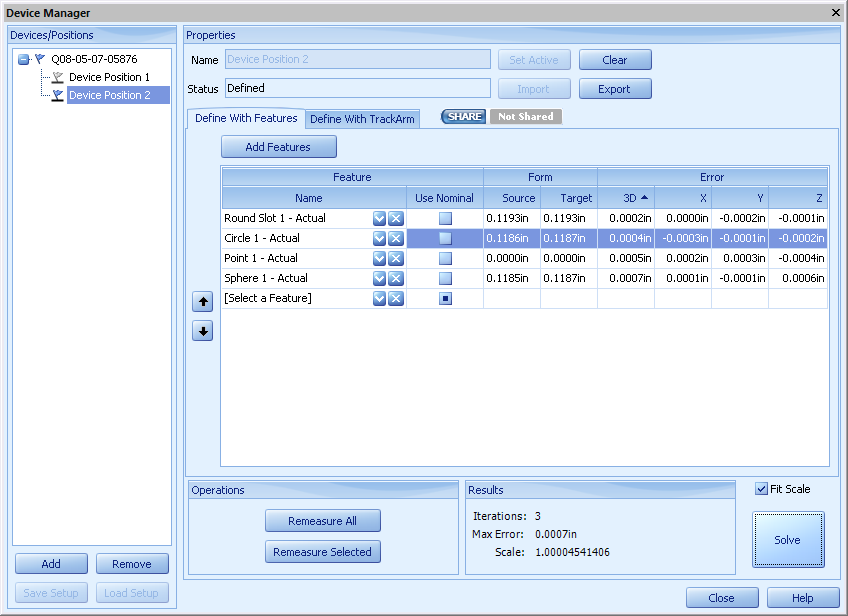 Device Manager
Devices/Positions
Q08-05-07-05876
Device Position 1
Device Position 2
Add
Remove
Save Setup
Load Setup
Properties
Name
Device Position 2
Set Active
Clear
Status
Defined
Import
Export
Define With Features
Define With TrackArm
SHARE
Not Shared
Add Features
Feature Form Error
Name Use Nominal Source Target 3D X Y Z
Round Slot 1 - Actual 0.1193in 0.1193in 0.0002in 0.0000in -0.0002in -0.0001in
Circle 1 - Actual 0.1186in 0.1187in 0.0004in -0.0003in -0.0001in -0.0002in
Point 1 - Actual 0.0000in 0.0000in 0.0005in 0.0002in 0.0003in -0.0004in
Sphere 1 - Actual 0.1185in 0.1187in 0.0007in 0.0001in -0.0001in 0.0006in
[Select a Feature]
Operations
Remeasure All
Remeasure Selected
Results
Iterations: 3
Max Error: 0.0007in
Scale: 1.00004541406
Fit Scale
Solve
Close
Help